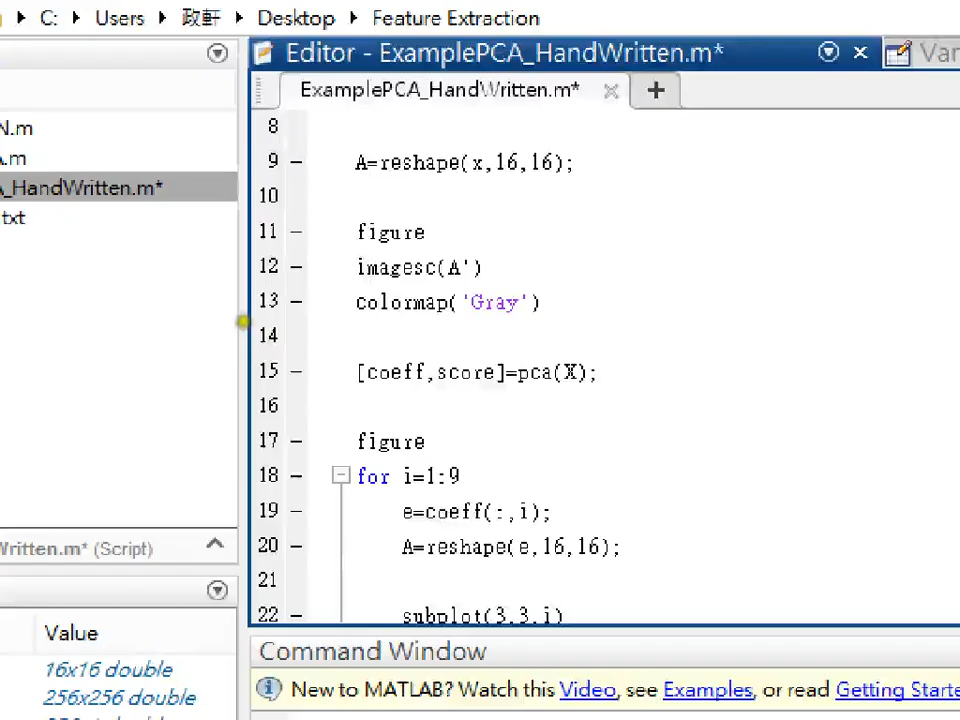 C: Users 政軒 Desktop Feature Extraction
Editor - ExamplePCA_HandWritten.m*
ExamplePCA_HandWritten.m*
N.m
A.m
A_HandWritten.m*
txt
8
9 - A=reshape(x,16,16);
10
11 - figure
12 - imagesc(A')
13 - colormap('Gray')
14
15 - [coeff,score]=pca(X);
16
17 - figure
18 - for i=1:9
19 - e=coeff(:,i);
20 - A=reshape(e,16,16);
21
22 - subplot(3,3,i)
Written.m* (Script)
Value
16x16 double
256x256 double
Command Window
New to MATLAB? Watch this Video, see Examples, or read Getting Starte